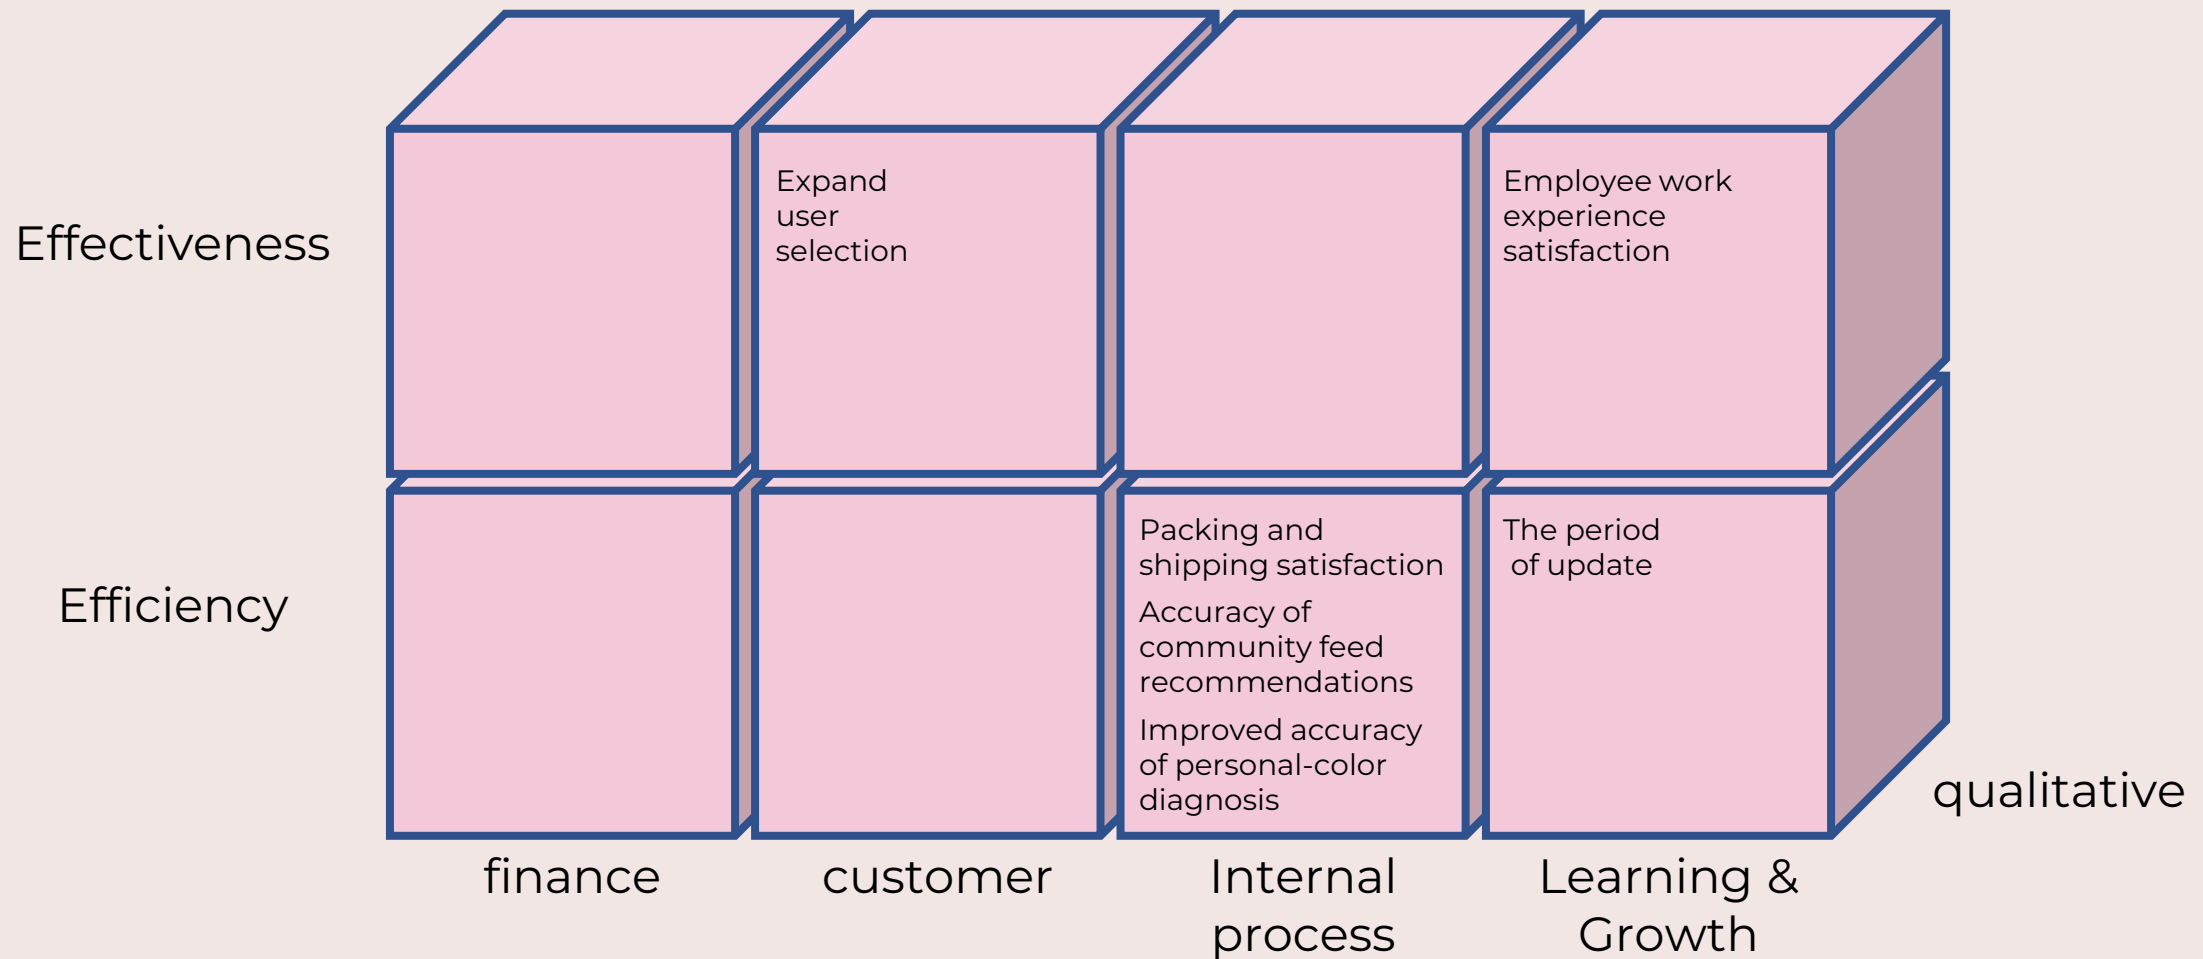 Effectiveness
Expand
user
selection
Employee work
experience
satisfaction
Efficiency
Packing and
shipping satisfaction
Accuracy of
community feed
recommendations
Improved accuracy
of personal-color
diagnosis
The period
of update
qualitative
finance
customer
Internal
process
Learning &
Growth